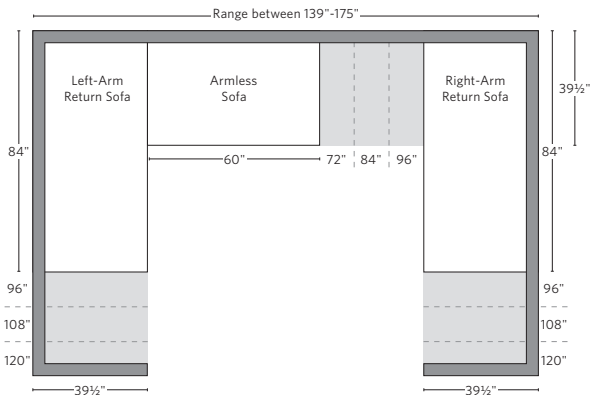 Range between 139"-175"
Left-Arm
Return Sofa
Armless
Sofa
Right-Arm
Return Sofa
39½"
84"
84"
60"
72"
84"
96"
96"
96"
108"
108"
120"
120"
39½"
39½"